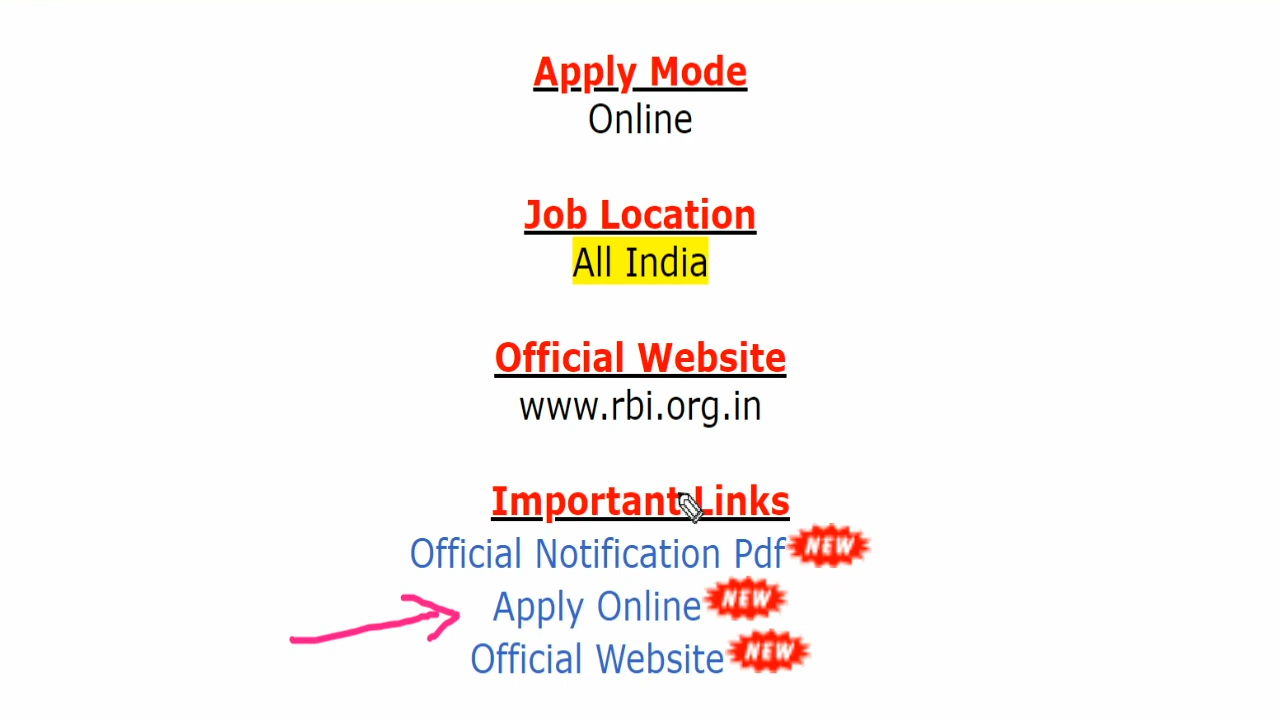 Apply Mode
Online
Job Location
All India
Official Website
www.rbi.org.in
Important Links
Official Notification Pdf NEW
Apply Online NEW
Official Website NEW